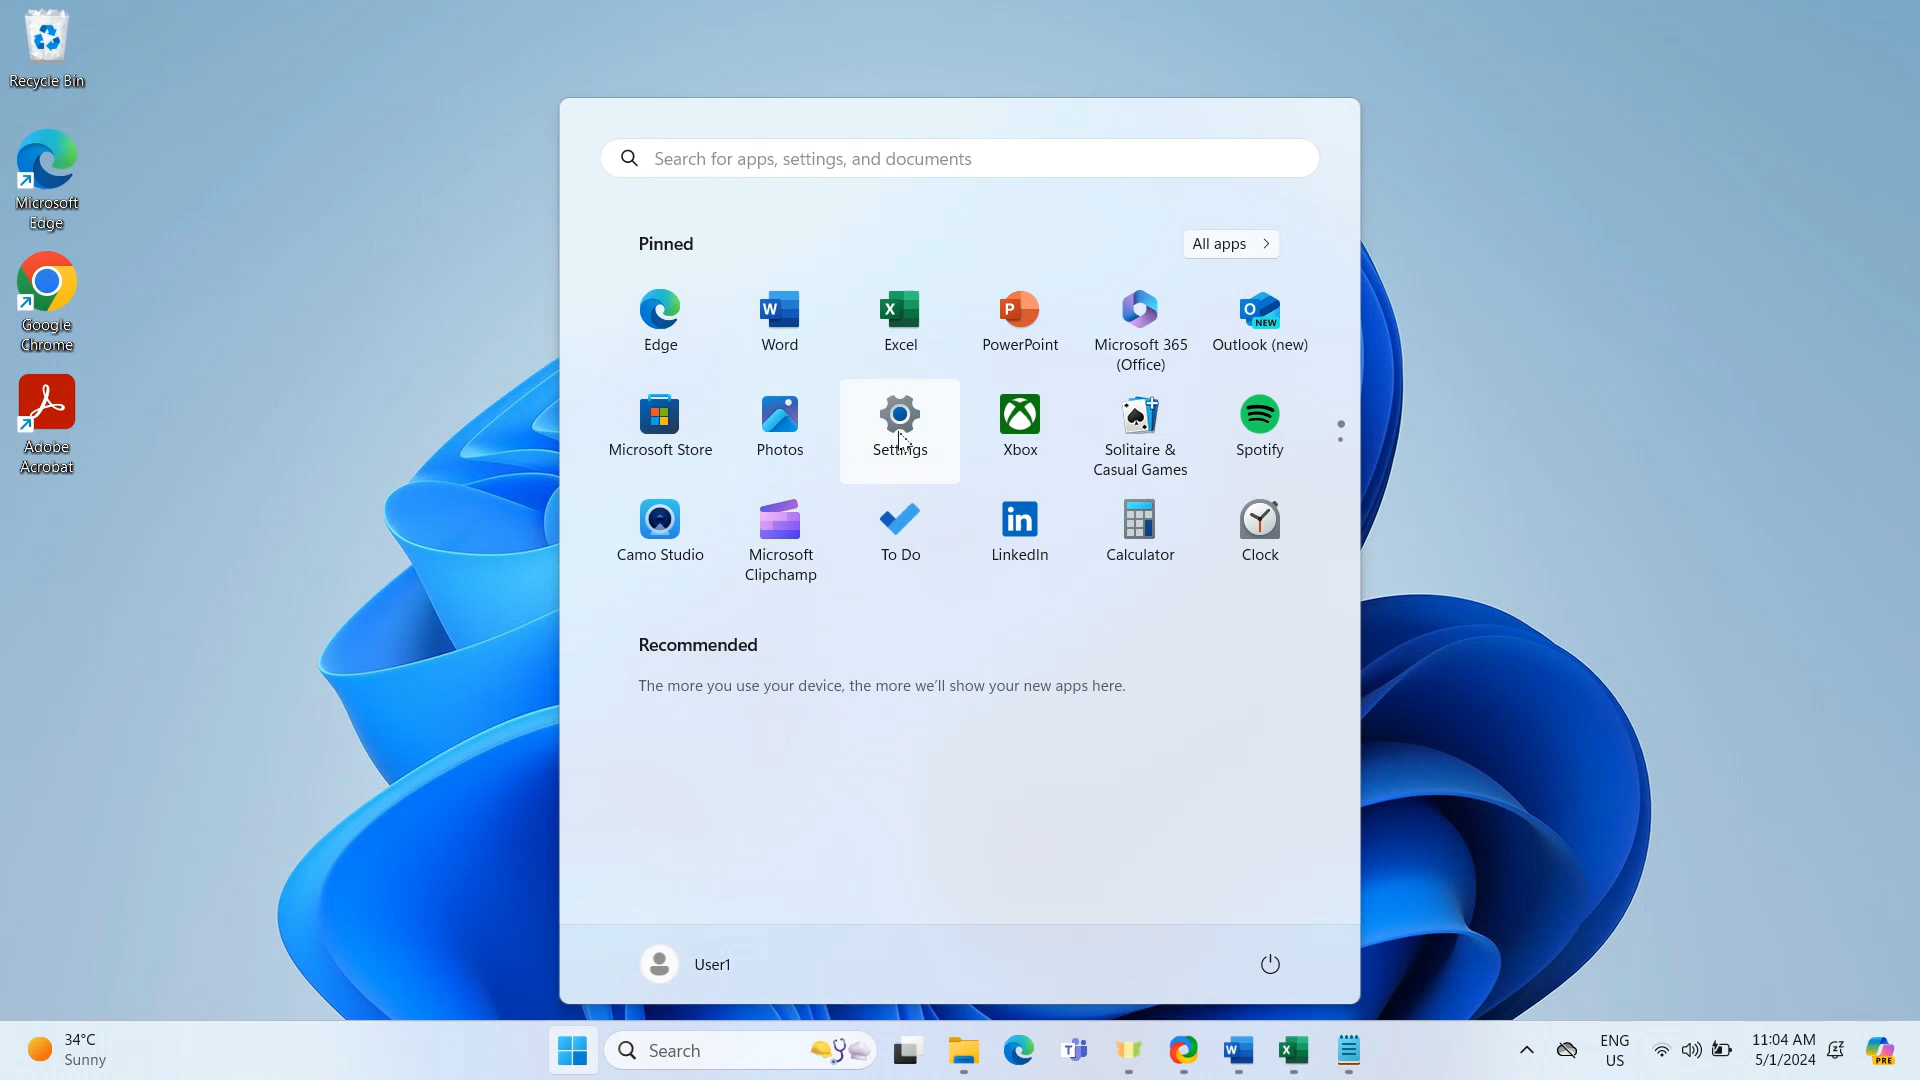 Recycle Bin
Microsoft
Edge
Google
Chrome
Adobe
Acrobat
Search for apps, settings, and documents
Pinned
All apps
Edge
Word
Excel
PowerPoint
Microsoft 365
(Office)
Outlook (new)
Microsoft Store
Photos
Settings
Xbox
Solitaire &
Casual Games
Spotify
Camo Studio
Microsoft
Clipchamp
To Do
LinkedIn
Calculator
Clock
Recommended
The more you use your device, the more we'll show your new apps here.
User1
34°C
Sunny
Search
ENG
US
11:04 AM
5/1/2024
PRE